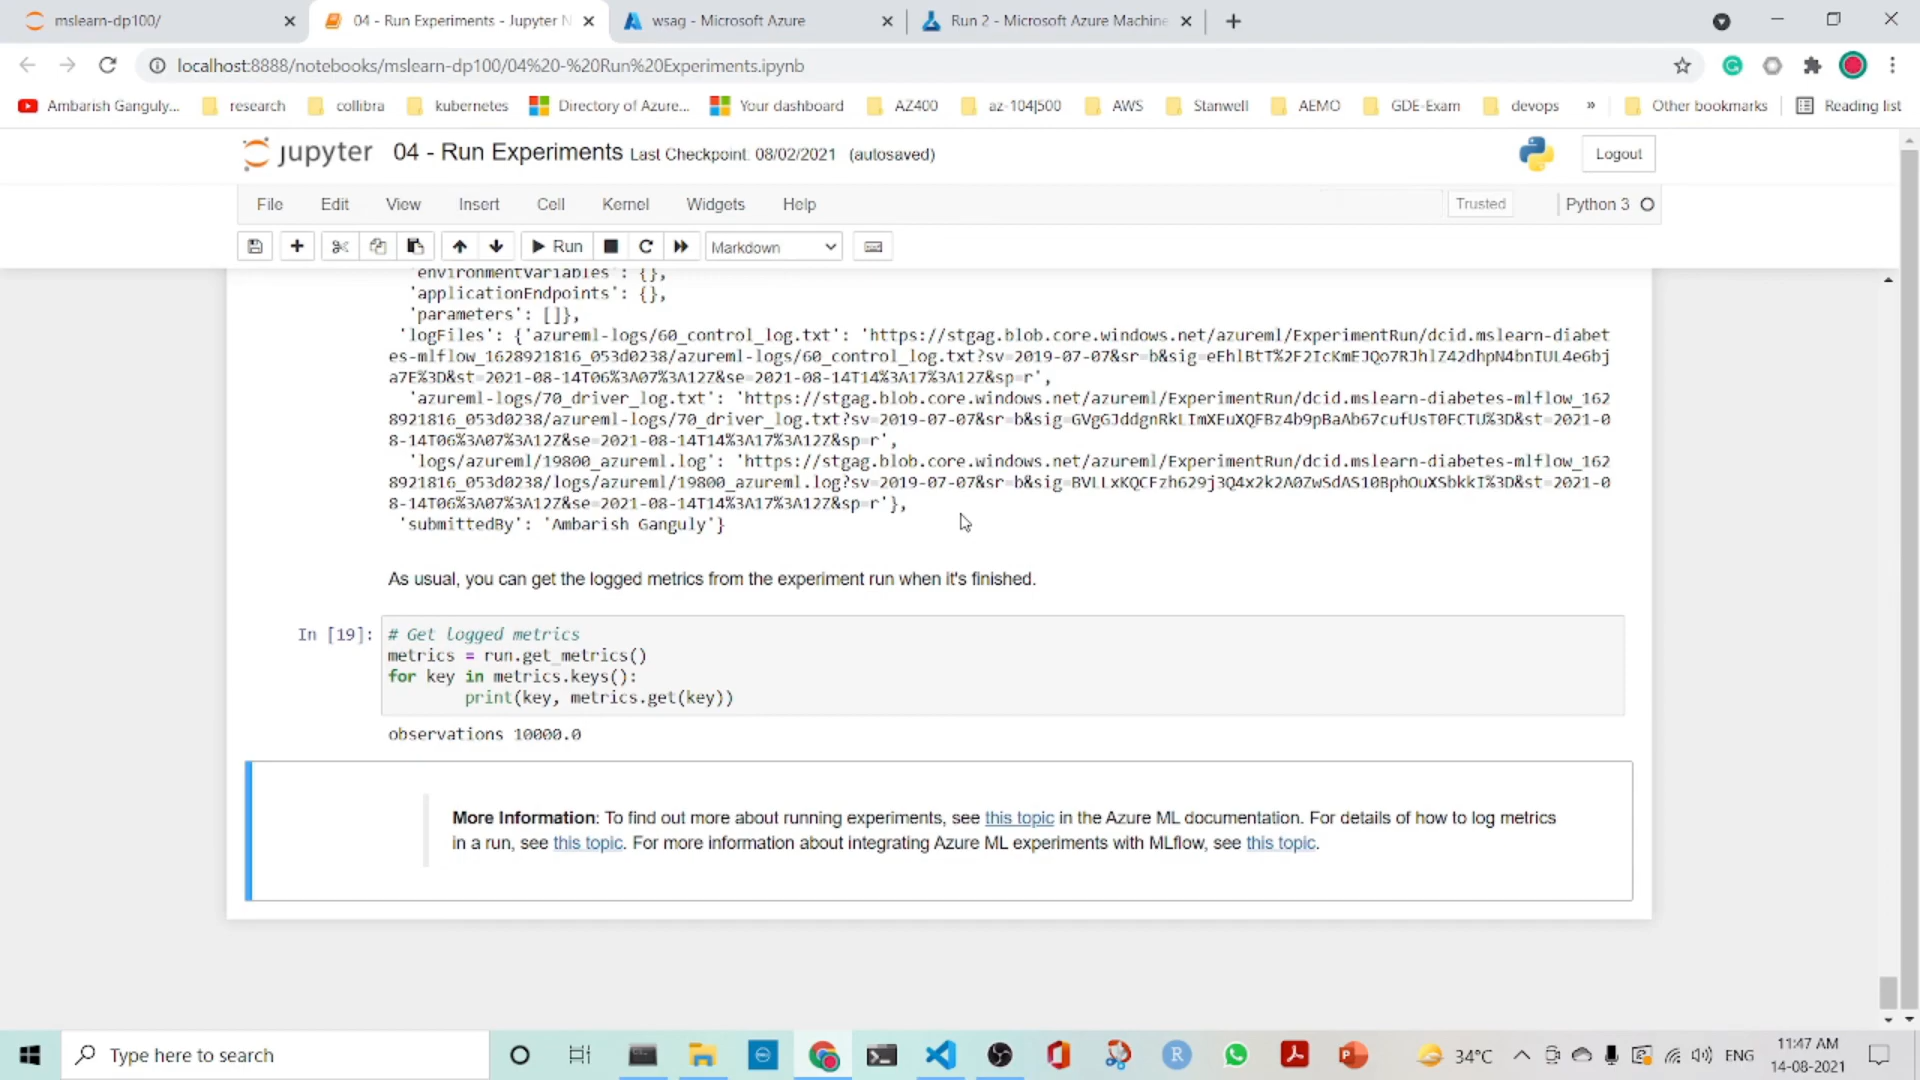 mslearn-dp100/
04 - Run Experiments - Jupyter N
wsag - Microsoft Azure
Run 2 - Microsoft Azure Machine
localhost:8888/notebooks/mslearn-dp100/04%20-%20Run%20Experiments.ipynb
Ambarish Ganguly... research collibra kubernetes Directory of Azure... Your dashboard AZ400 az-104|500 AWS Stanwell AEMO GDE-Exam devops » Other bookmarks Reading list
jupyter 04 - Run Experiments Last Checkpoint: 08/02/2021 (autosaved)
Logout
File Edit View Insert Cell Kernel Widgets Help Trusted Python 3
Run Markdown
'environmentVariables': {},
'applicationEndpoints': {},
'parameters': []},
'logFiles': {'azureml-logs/60_control_log.txt': 'https://stgag.blob.core.windows.net/azureml/ExperimentRun/dcid.mslearn-diabet
es-mlflow_1628921816_053d0238/azureml-logs/60_control_log.txt?sv=2019-07-07&sr=b&sig=eEhlBtT%2F2IcKmEJQo7RJhlZ42dhpN4bnIUL4e6bj
a7E%3D&st=2021-08-14T06%3A07%3A12Z&se=2021-08-14T14%3A17%3A12Z&sp=r',
'azureml-logs/70_driver_log.txt': 'https://stgag.blob.core.windows.net/azureml/ExperimentRun/dcid.mslearn-diabetes-mlflow_162
8921816_053d0238/azureml-logs/70_driver_log.txt?sv=2019-07-07&sr=b&sig=GVgGJddgnRkLImXEuXQFBz4b9pBaAb67cufUsT0FCTU%3D&st=2021-0
8-14T06%3A07%3A12Z&se=2021-08-14T14%3A17%3A12Z&sp=r',
'logs/azureml/19800_azureml.log': 'https://stgag.blob.core.windows.net/azureml/ExperimentRun/dcid.mslearn-diabetes-mlflow_162
8921816_053d0238/logs/azureml/19800_azureml.log?sv=2019-07-07&sr=b&sig=BVLLxKQCFzh629j3Q4x2k2A0ZwSdAS10BphOuXSbkkI%3D&st=2021-0
8-14T06%3A07%3A12Z&se=2021-08-14T14%3A17%3A12Z&sp=r'},
'submittedBy': 'Ambarish Ganguly'}
As usual, you can get the logged metrics from the experiment run when it's finished.
In [19]: # Get logged metrics
metrics = run.get_metrics()
for key in metrics.keys():
print(key, metrics.get(key))
observations 10000.0
More Information: To find out more about running experiments, see this topic in the Azure ML documentation. For details of how to log metrics
in a run, see this topic. For more information about integrating Azure ML experiments with MLflow, see this topic.
Type here to search
34°C
ENG
11:47 AM
14-08-2021